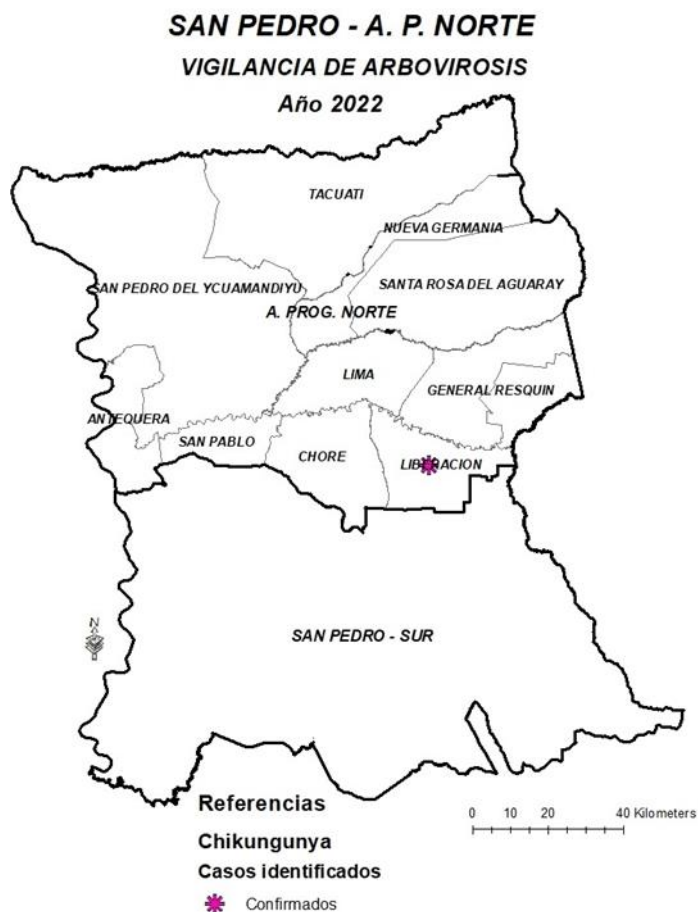 SAN PEDRO - A. P. NORTE
VIGILANCIA DE ARBOVIROSIS
Año 2022
TACUATI
NUEVA GERMANIA
SAN PEDRO DEL YCUAMANDIYU
SANTA ROSA DEL AGUARAY
A. PROG. NORTE
LIMA
GENERAL RESQUIN
ANTEQUERA
SAN PABLO
CHORE
LIBERACION
N
SAN PEDRO - SUR
Referencias
0 10 20 40 Kilometers
Chikungunya
Casos identificados
Confirmados